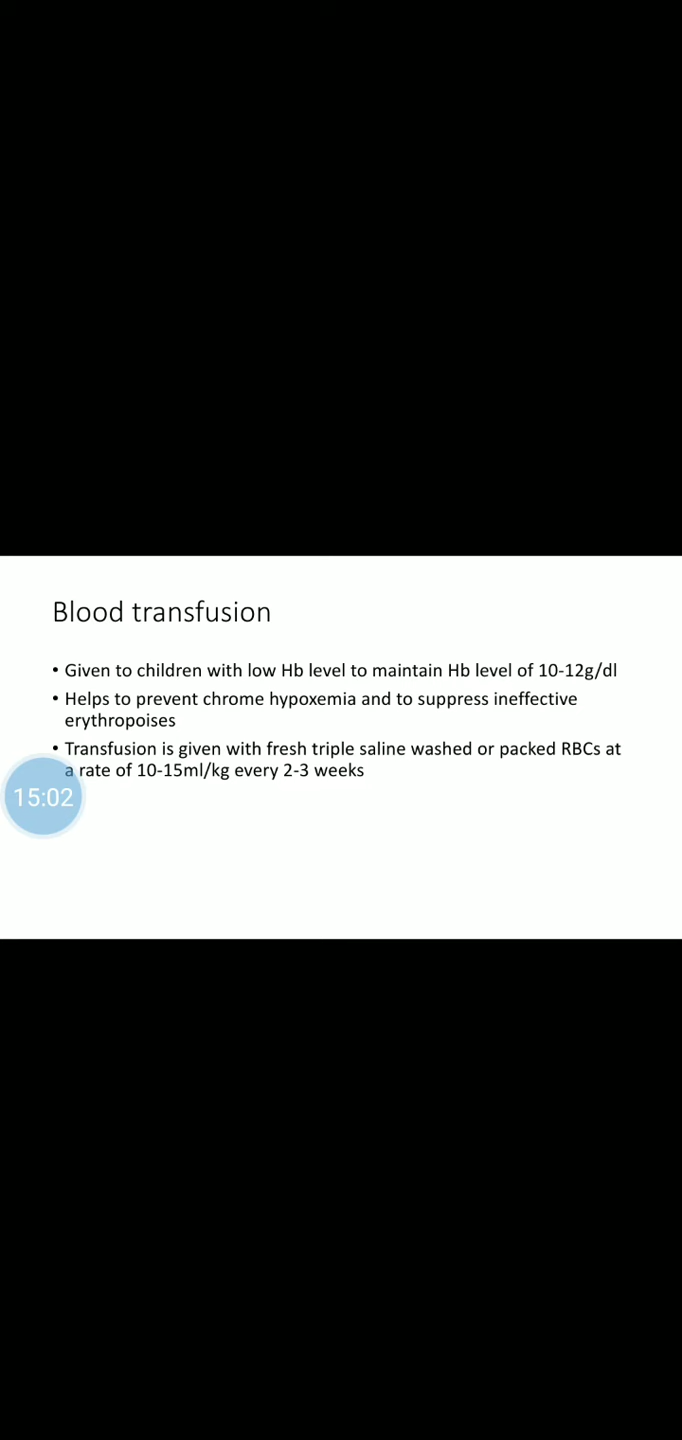 Blood transfusion
• Given to children with low Hb level to maintain Hb level of 10-12g/dl
• Helps to prevent chrome hypoxemia and to suppress ineffective
erythropoises
• Transfusion is given with fresh triple saline washed or packed RBCs at
a rate of 10-15ml/kg every 2-3 weeks
15:02